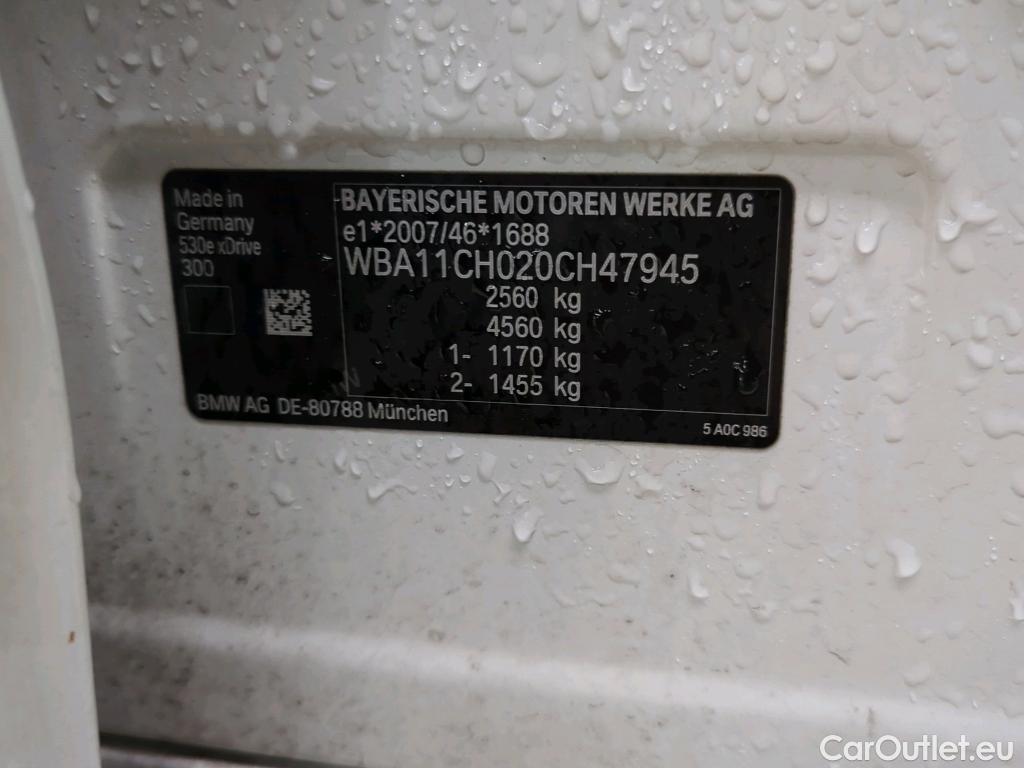 Made in
Germany
530e xDrive
300
BAYERISCHE MOTOREN WERKE AG
e1*2007/46*1688
WBA11CH020CH47945
2560 kg
4560 kg
1- 1170 kg
2- 1455 kg
BMW AG DE-80788 München
5 A0C 986
CarOutlet.eu